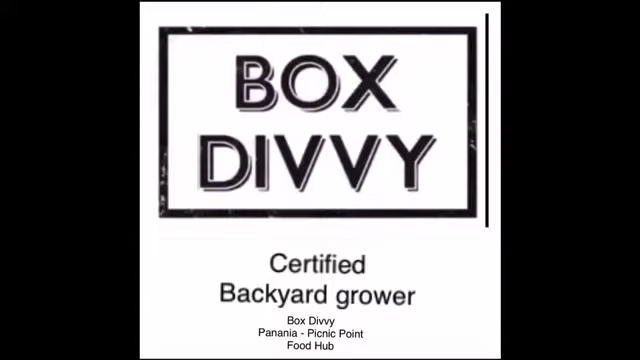 BOX
DIVVY
Certified
Backyard grower
Box Divvy
Panania - Picnic Point
Food Hub